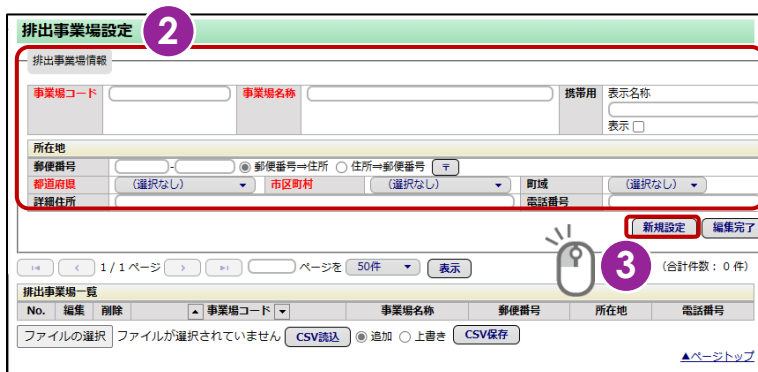 排出事業場設定 2
排出事業場情報
事業場コード 事業場名称 携帯用 表示名称
表示
所在地
郵便番号 - 郵便番号⇒住所 住所⇒郵便番号 〒
都道府県 (選択なし) ▼ 市区町村 (選択なし) ▼ 町域 (選択なし) ▼
詳細住所 電話番号
新規設定 編集完了
1 / 1 ページ ページを 50件 ▼ 表示 3 (合計件数： 0 件)
排出事業場一覧
No. 編集 削除 ▲ 事業場コード ▼ 事業場名称 郵便番号 所在地 電話番号
ファイルの選択 ファイルが選択されていません CSV読込 追加 上書き CSV保存
▲ページトップ